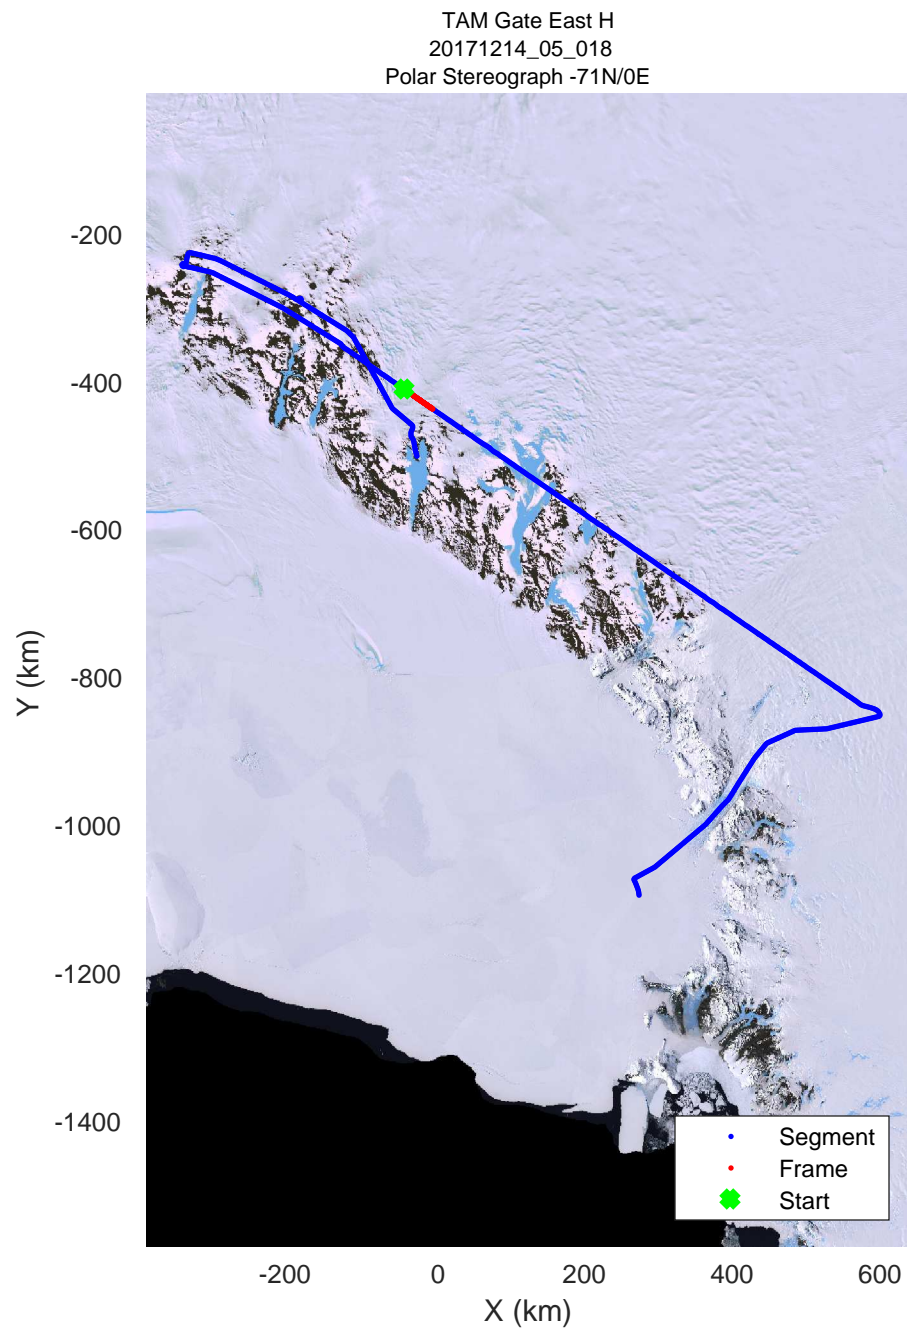 TAM Gate East H
20171214_05_018
Polar Stereograph -71N/0E
-200
-400
-600
-800
-1000
-1200
-1400
Y (km)
Segment
Frame
Start
-200 0 200 400 600
X (km)